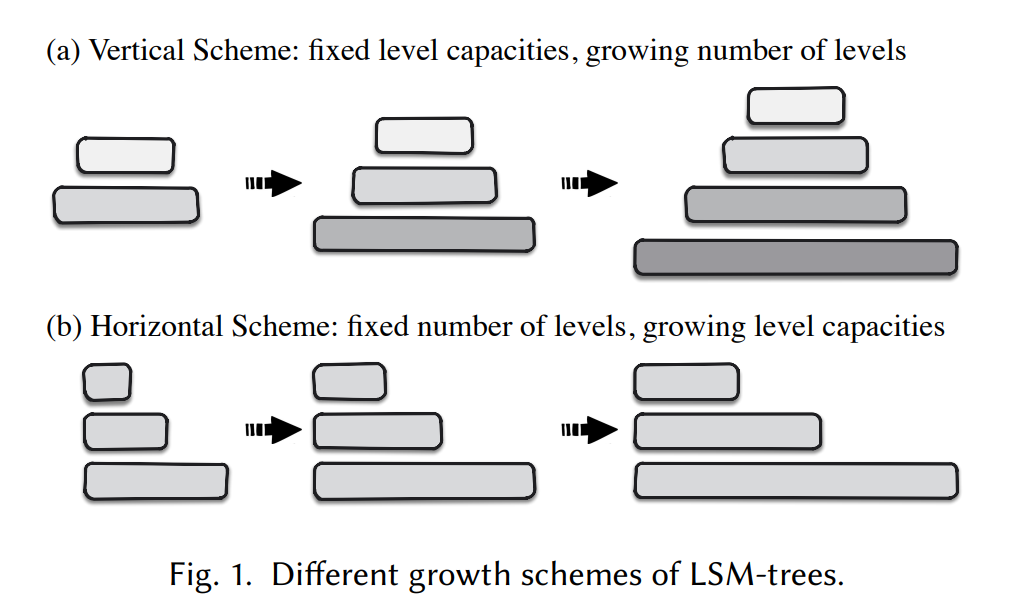 (a) Vertical Scheme: fixed level capacities, growing number of levels
(b) Horizontal Scheme: fixed number of levels, growing level capacities
Fig. 1. Different growth schemes of LSM-trees.